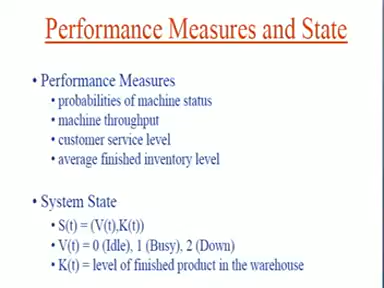 Performance Measures and State
• Performance Measures
• probabilities of machine status
• machine throughput
• customer service level
• average finished inventory level
• System State
• S(t) = (V(t),K(t))
• V(t) = 0 (Idle), 1 (Busy), 2 (Down)
• K(t) = level of finished product in the warehouse